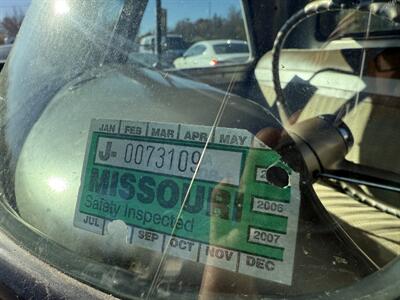 JAN FEB MAR APR MAY
J- 0073109
MISSOURI
Safety Inspected
2006
2007
JUL SEP OCT NOV DEC